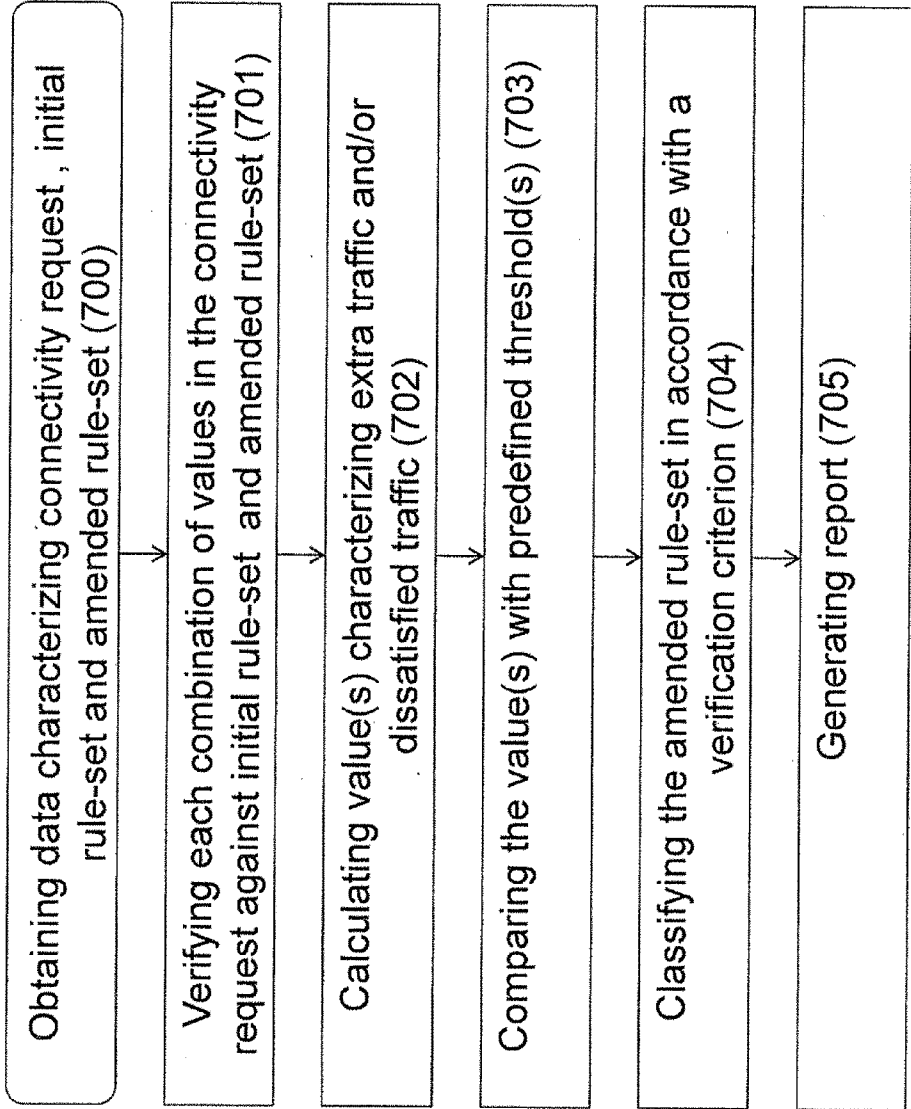 Obtaining data characterizing connectivity request , initial
rule-set and amended rule-set (700)
Verifying each combination of values in the connectivity
request against initial rule-set and amended rule-set (701)
Calculating value(s) characterizing extra traffic and/or
dissatisfied traffic (702)
Comparing the value(s) with predefined threshold(s) (703)
Classifying the amended rule-set in accordance with a
verification criterion (704)
Generating report (705)